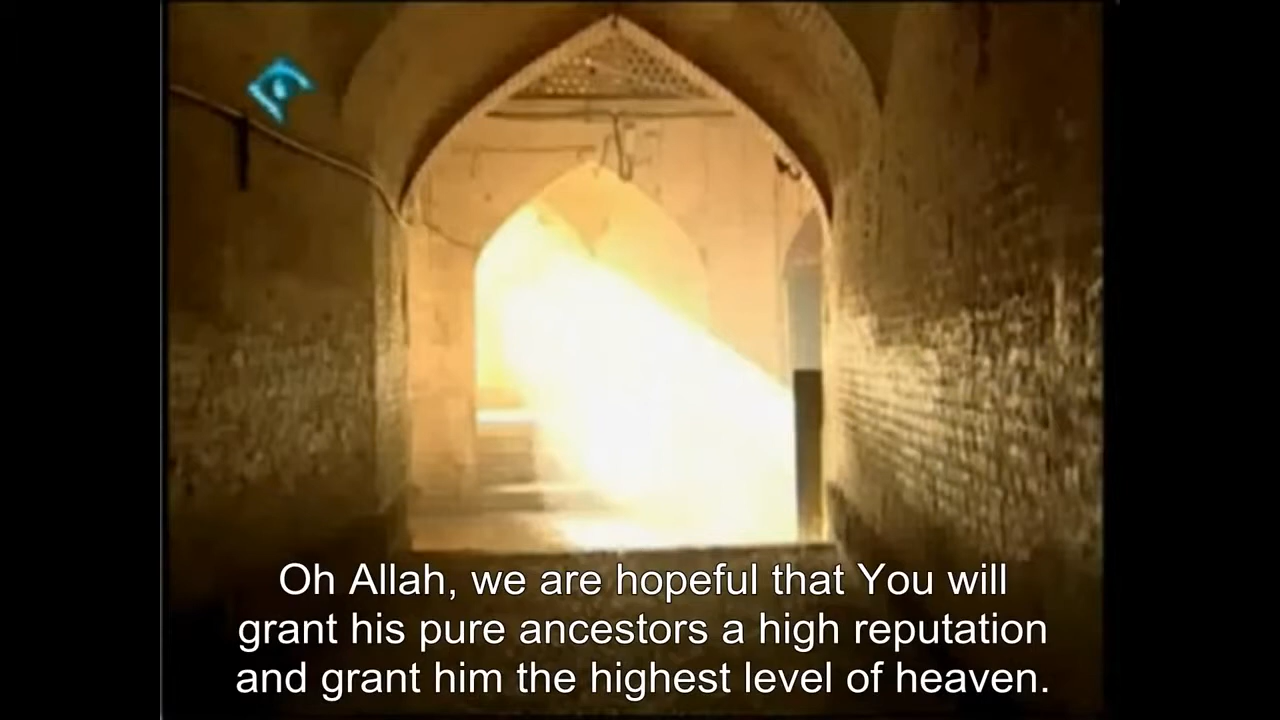 Oh Allah, we are hopeful that You will
grant his pure ancestors a high reputation
and grant him the highest level of heaven.